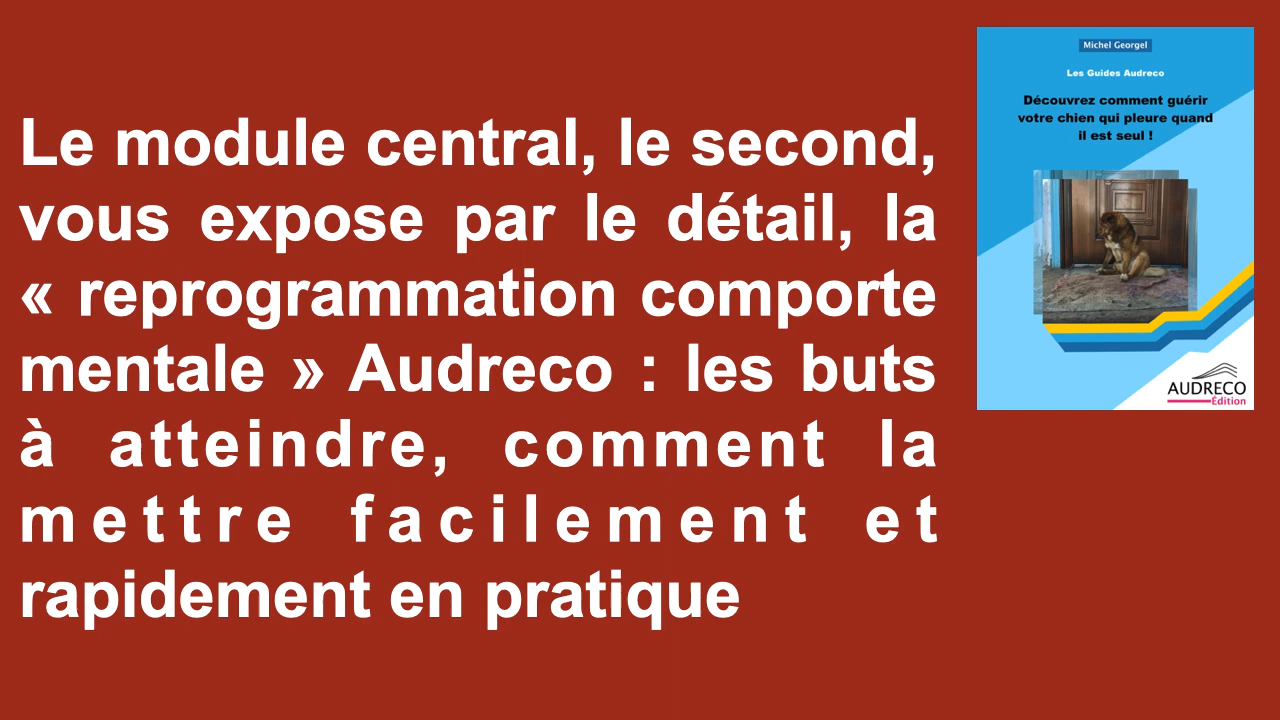 Le module central, le second,
vous expose par le détail, la
« reprogrammation comporte
mentale » Audreco : les buts
à atteindre, comment la
mettre facilement et
rapidement en pratique
Michel Georgel
Les Guides Audreco
Découvrez comment guérir
votre chien qui pleure quand
il est seul !
AUDRECO
Édition